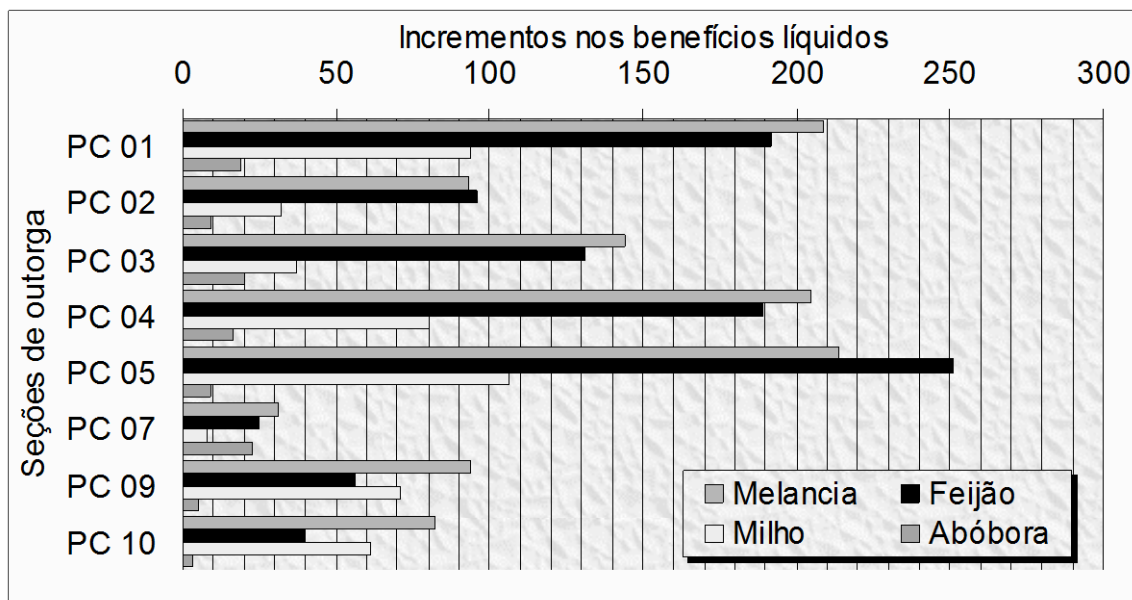 Incrementos nos benefícios líquidos
0 50 100 150 200 250 300
Seções de outorga
PC 01
PC 02
PC 03
PC 04
PC 05
PC 07
PC 09
PC 10
Melancia Feijão
Milho Abóbora